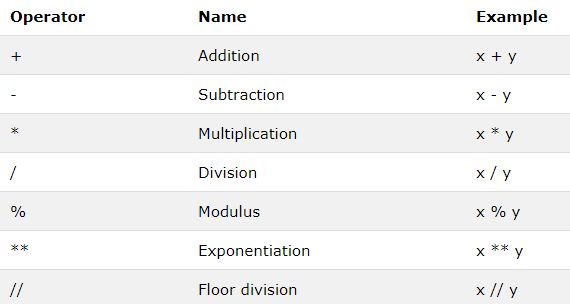 Operator Name Example
+ Addition x + y
- Subtraction x - y
* Multiplication x * y
/ Division x / y
% Modulus x % y
** Exponentiation x ** y
// Floor division x // y